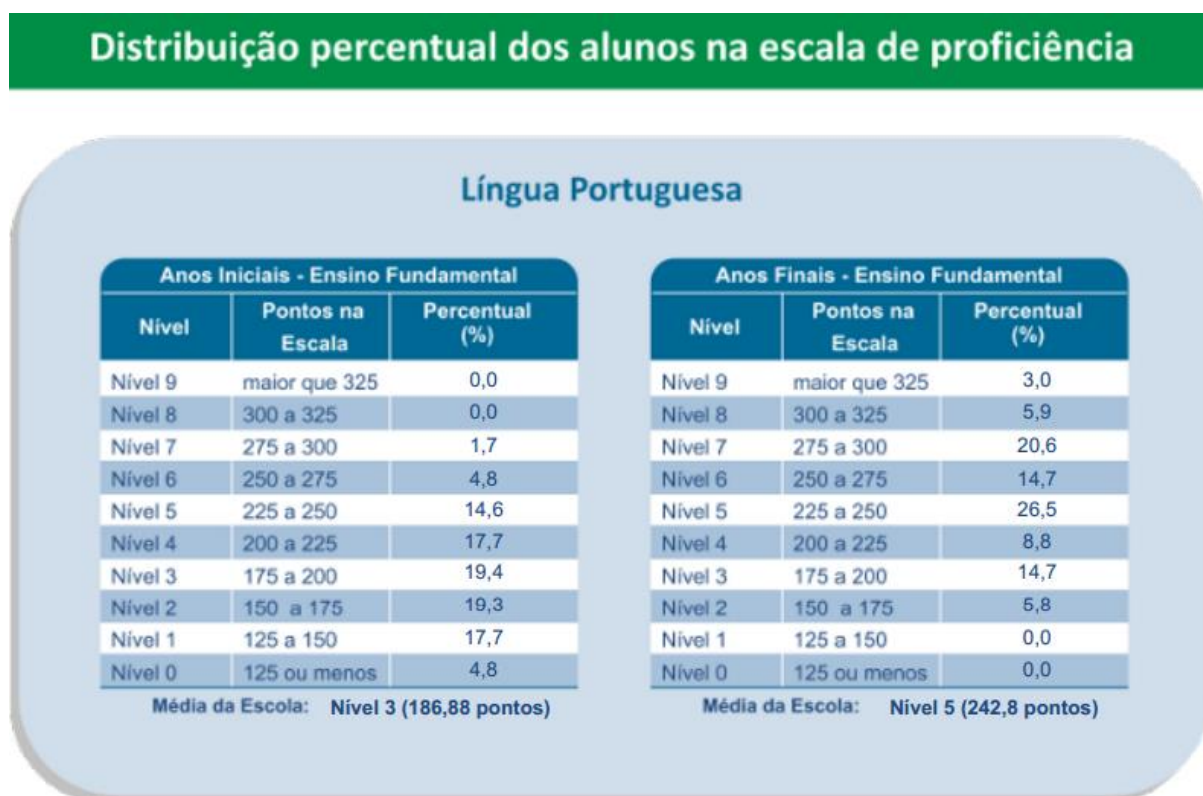 Distribuição percentual dos alunos na escala de proficiência
Língua Portuguesa
Anos Iniciais - Ensino Fundamental
Nível Pontos na Escala Percentual (%)
Nível 9 maior que 325 0,0
Nível 8 300 a 325 0,0
Nível 7 275 a 300 1,7
Nível 6 250 a 275 4,8
Nível 5 225 a 250 14,6
Nível 4 200 a 225 17,7
Nível 3 175 a 200 19,4
Nível 2 150 a 175 19,3
Nível 1 125 a 150 17,7
Nível 0 125 ou menos 4,8
Média da Escola: Nível 3 (186,88 pontos)
Anos Finais - Ensino Fundamental
Nível Pontos na Escala Percentual (%)
Nível 9 maior que 325 3,0
Nível 8 300 a 325 5,9
Nível 7 275 a 300 20,6
Nível 6 250 a 275 14,7
Nível 5 225 a 250 26,5
Nível 4 200 a 225 8,8
Nível 3 175 a 200 14,7
Nível 2 150 a 175 5,8
Nível 1 125 a 150 0,0
Nível 0 125 ou menos 0,0
Média da Escola: Nível 5 (242,8 pontos)